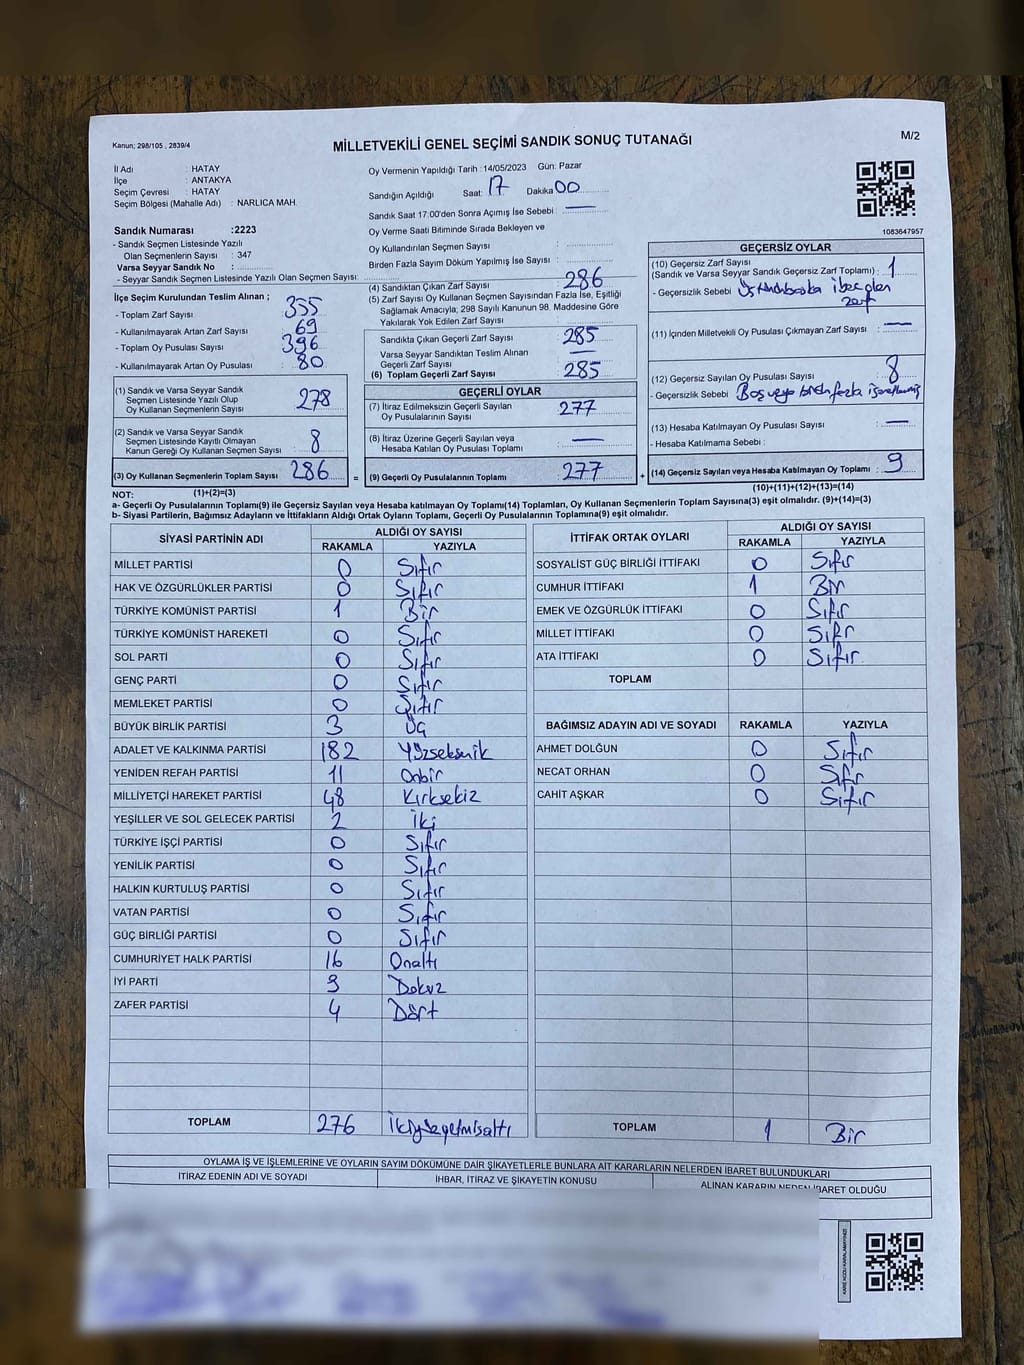 Kanun; 298/105 , 2839/4
MİLLETVEKİLİ GENEL SEÇİMİ SANDIK SONUÇ TUTANAĞI
M/2
İl Adı : HATAY
İlçe : ANTAKYA
Seçim Çevresi : HATAY
Seçim Bölgesi (Mahalle Adı) : NARLICA MAH.
Sandık Numarası :2223
- Sandık Seçmen Listesinde Yazılı
Olan Seçmenlerin Sayısı : 347
Varsa Seyyar Sandık No :
- Seyyar Sandık Seçmen Listesinde Yazılı Olan Seçmen Sayısı:
İlçe Seçim Kurulundan Teslim Alınan ;
- Toplam Zarf Sayısı : 355
- Kullanılmayarak Artan Zarf Sayısı : 69
- Toplam Oy Pusulası Sayısı : 396
- Kullanılmayarak Artan Oy Pusulası : 80
(1) Sandık ve Varsa Seyyar Sandık
Seçmen Listesinde Yazılı Olup
Oy Kullanan Seçmenlerin Sayısı : 278
(2) Sandık ve Varsa Seyyar Sandık
Seçmen Listesinde Kayıtlı Olmayan
Kanun Gereği Oy Kullanan Seçmen Sayısı : 8
(3) Oy Kullanan Seçmenlerin Toplam Sayısı : 286
Oy Vermenin Yapıldığı Tarih : 14/05/2023 Gün: Pazar
Sandığın Açıldığı Saat: 17 Dakika 00
Sandık Saat 17.00'den Sonra Açılmış İse Sebebi : —
Oy Verme Saati Bitiminde Sırada Bekleyen ve
Oy Kullandırılan Seçmen Sayısı :
Birden Fazla Sayım Döküm Yapılmış İse Sayısı :
(4) Sandıktan Çıkan Zarf Sayısı : 286
(5) Zarf Sayısı Oy Kullanan Seçmen Sayısından Fazla İse, Eşitliği
Sağlamak Amacıyla; 298 Sayılı Kanunun 98. Maddesine Göre
Yakılarak Yok Edilen Zarf Sayısı :
Sandıkta Çıkan Geçerli Zarf Sayısı : 285
Varsa Seyyar Sandıktan Teslim Alınan
Geçerli Zarf Sayısı : —
(6) Toplam Geçerli Zarf Sayısı : 285
GEÇERLİ OYLAR
(7) İtiraz Edilmeksizin Geçerli Sayılan
Oy Pusulalarının Sayısı : 277
(8) İtiraz Üzerine Geçerli Sayılan veya
Hesaba Katılan Oy Pusulası Toplamı : —
= (9) Geçerli Oy Pusulalarının Toplamı : 277
1083647957
GEÇERSİZ OYLAR
(10) Geçersiz Zarf Sayısı
(Sandık ve Varsa Seyyar Sandık Geçersiz Zarf Toplamı) : 1
- Geçersizlik Sebebi : zarf
(11) İçinden Milletvekili Oy Pusulası Çıkmayan Zarf Sayısı : —
(12) Geçersiz Sayılan Oy Pusulası Sayısı : 8
- Geçersizlik Sebebi : Boş veya birden fazla işaretlenmiş
(13) Hesaba Katılmayan Oy Pusulası Sayısı : —
- Hesaba Katılmama Sebebi :
+ (14) Geçersiz Sayılan veya Hesaba Katılmayan Oy Toplamı : 9
NOT: (1)+(2)=(3)
(10)+(11)+(12)+(13)=(14)
a- Geçerli Oy Pusulalarının Toplamı(9) ile Geçersiz Sayılan veya Hesaba katılmayan Oy Toplamı(14) Toplamları, Oy Kullanan Seçmenlerin Toplam Sayısına(3) eşit olmalıdır. (9)+(14)=(3)
b- Siyasi Partilerin, Bağımsız Adayların ve İttifakların Aldığı Ortak Oyların Toplamı, Geçerli Oy Pusulalarının Toplamına(9) eşit olmalıdır.
SİYASİ PARTİNİN ADI ALDIĞI OY SAYISI
RAKAMLA YAZIYLA
MİLLET PARTİSİ 0 Sıfır
HAK VE ÖZGÜRLÜKLER PARTİSİ 0 Sıfır
TÜRKİYE KOMÜNİST PARTİSİ 1 Bir
TÜRKİYE KOMÜNİST HAREKETİ 0 Sıfır
SOL PARTİ 0 Sıfır
GENÇ PARTİ 0 Sıfır
MEMLEKET PARTİSİ 0 Sıfır
BÜYÜK BİRLİK PARTİSİ 3 Üç
ADALET VE KALKINMA PARTİSİ 182 Yüzseksenik
YENİDEN REFAH PARTİSİ 11 Onbir
MİLLİYETÇİ HAREKET PARTİSİ 48 Kırksekiz
YEŞİLLER VE SOL GELECEK PARTİSİ 2 İki
TÜRKİYE İŞÇİ PARTİSİ 0 Sıfır
YENİLİK PARTİSİ 0 Sıfır
HALKIN KURTULUŞ PARTİSİ 0 Sıfır
VATAN PARTİSİ 0 Sıfır
GÜÇ BİRLİĞİ PARTİSİ 0 Sıfır
CUMHURİYET HALK PARTİSİ 16 Onaltı
İYİ PARTİ 9 Dokuz
ZAFER PARTİSİ 4 Dört
TOPLAM 276 İkiyüzyetmişaltı
İTTİFAK ORTAK OYLARI ALDIĞI OY SAYISI
RAKAMLA YAZIYLA
SOSYALİST GÜÇ BİRLİĞİ İTTİFAKI 0 Sıfır
CUMHUR İTTİFAKI 1 Bir
EMEK VE ÖZGÜRLÜK İTTİFAKI 0 Sıfır
MİLLET İTTİFAKI 0 Sıfır
ATA İTTİFAKI 0 Sıfır
TOPLAM
BAĞIMSIZ ADAYIN ADI VE SOYADI RAKAMLA YAZIYLA
AHMET DOLĞUN 0 Sıfır
NECAT ORHAN 0 Sıfır
CAHİT AŞKAR 0 Sıfır
TOPLAM 1 Bir
OYLAMA İŞ VE İŞLEMLERİNE VE OYLARIN SAYIM DÖKÜMÜNE DAİR ŞİKAYETLERLE BUNLARA AİT KARARLARIN NELERDEN İBARET BULUNDUKLARI
İTİRAZ EDENİN ADI VE SOYADI İHBAR, İTİRAZ VE ŞİKAYETİN KONUSU ALINAN KARARIN NEDEN İBARET OLDUĞU